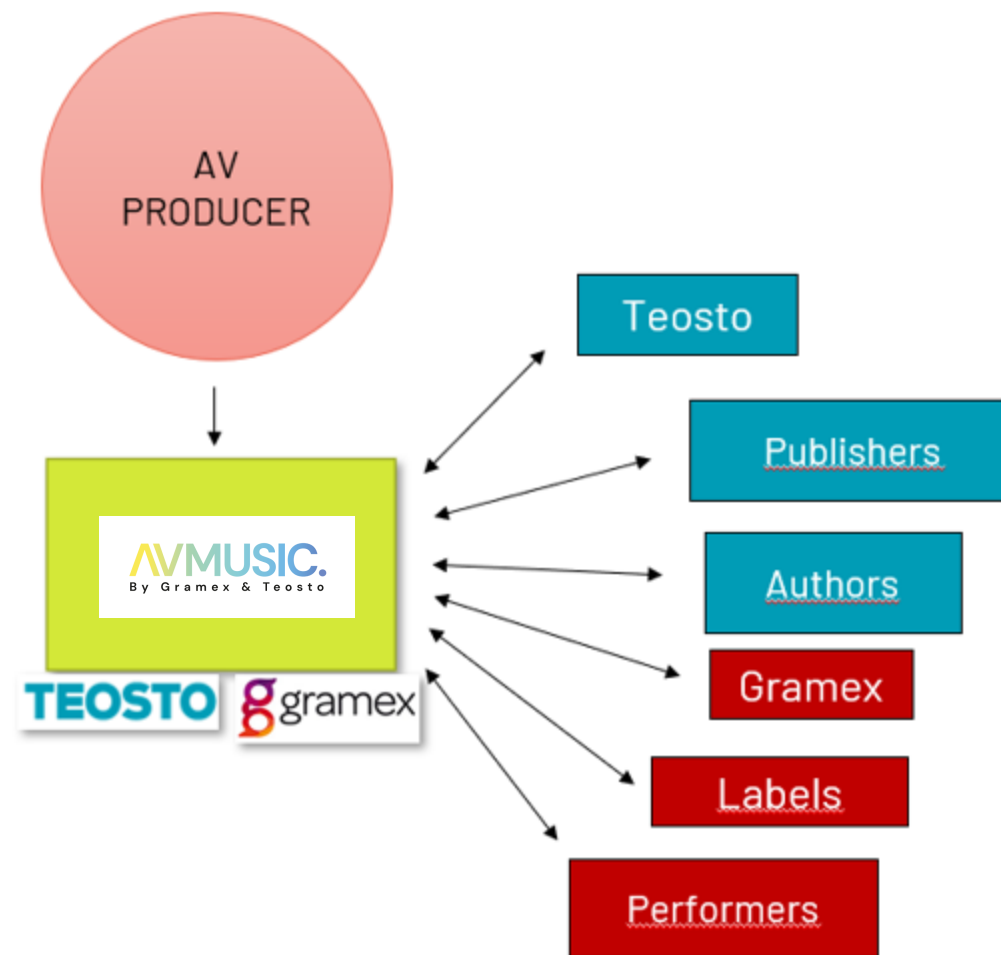 AV
PRODUCER
Teosto
Publishers
Authors
Gramex
Labels
Performers
AVMUSIC.
By Gramex & Teosto
TEOSTO
gramex